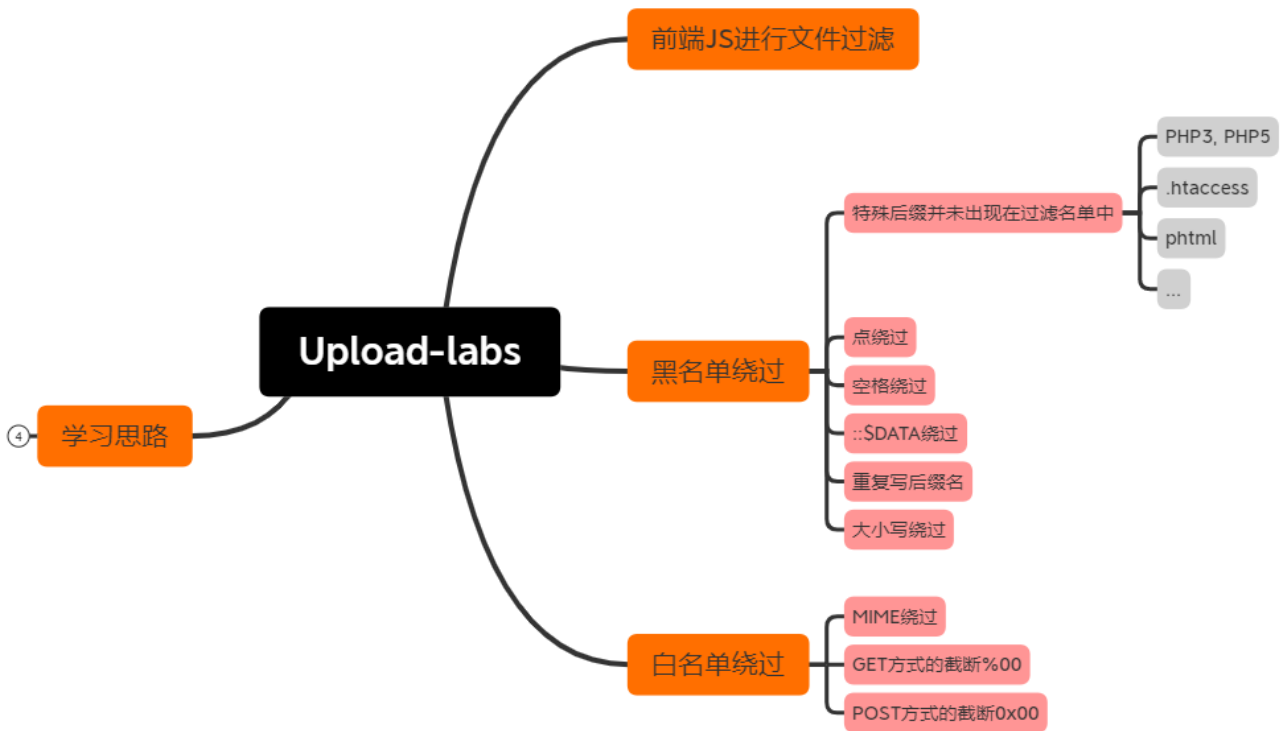 前端JS进行文件过滤
PHP3, PHP5
.htaccess
特殊后缀并未出现在过滤名单中
phtml
...
点绕过
Upload-labs
黑名单绕过
空格绕过
::$DATA绕过
4
学习思路
重复写后缀名
大小写绕过
MIME绕过
白名单绕过
GET方式的截断%00
POST方式的截断0x00